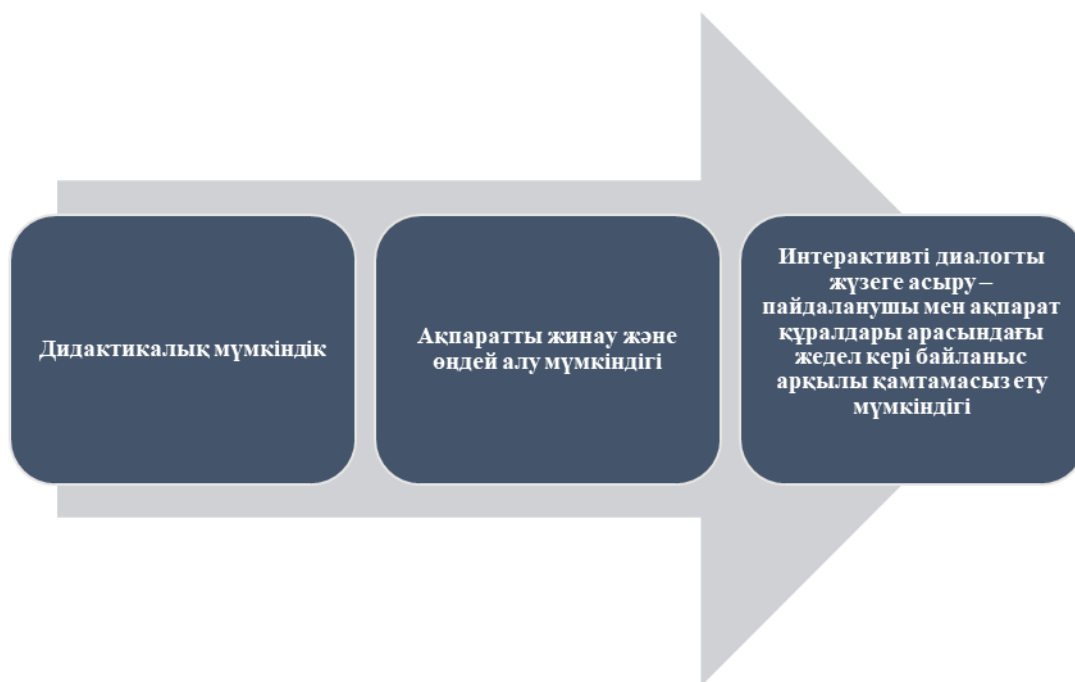 Дидактикалық мүмкіндік
Ақпаратты жинау және
өңдей алу мүмкіндігі
Интерактивті диалогты
жүзеге асыру –
пайдаланушы мен ақпарат
құралдары арасындағы
жедел кері байланыс
арқылы қамтамасыз ету
мүмкіндігі